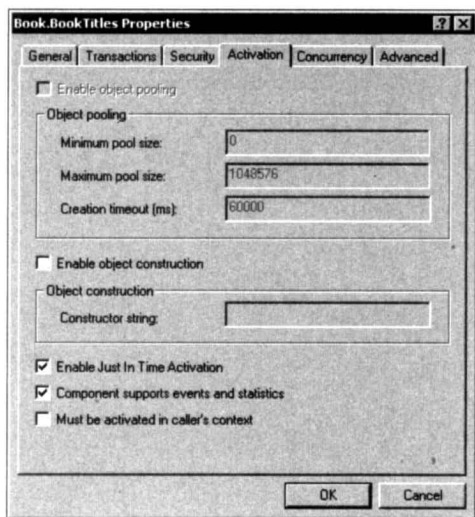 Book.BookTitles Properties
General Transactions Security Activation Concurrency Advanced
Enable object pooling
Object pooling
Minimum pool size: 0
Maximum pool size: 1048576
Creation timeout (ms): 60000
Enable object construction
Object construction
Constructor string:
Enable Just In Time Activation
Component supports events and statistics
Must be activated in caller's context
OK Cancel